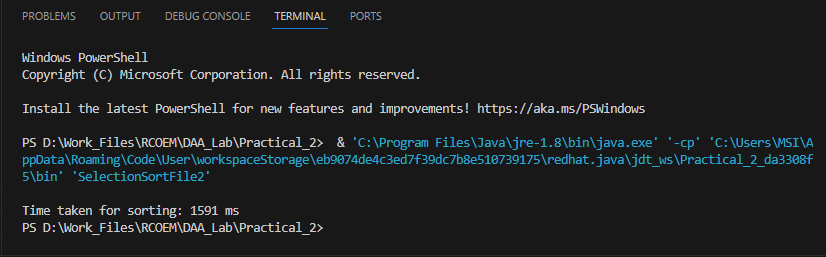 PROBLEMS OUTPUT DEBUG CONSOLE TERMINAL PORTS
Windows PowerShell
Copyright (C) Microsoft Corporation. All rights reserved.
Install the latest PowerShell for new features and improvements! https://aka.ms/PSWindows
PS D:\Work_Files\RCOEM\DAA_Lab\Practical_2>  & 'C:\Program Files\Java\jre-1.8\bin\java.exe' '-cp' 'C:\Users\MSI\A
ppData\Roaming\Code\User\workspaceStorage\eb9074de4c3ed7f39dc7b8e510739175\redhat.java\jdt_ws\Practical_2_da3308f
5\bin' 'SelectionSortFile2'
Time taken for sorting: 1591 ms
PS D:\Work_Files\RCOEM\DAA_Lab\Practical_2>